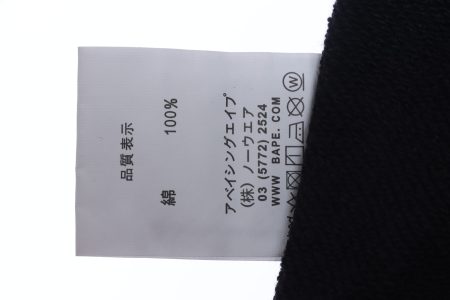 品質表示
綿 100%
アベイシングエイプ
(株) ノーウエア
03 (5772) 2524
WWW BAPE. COM